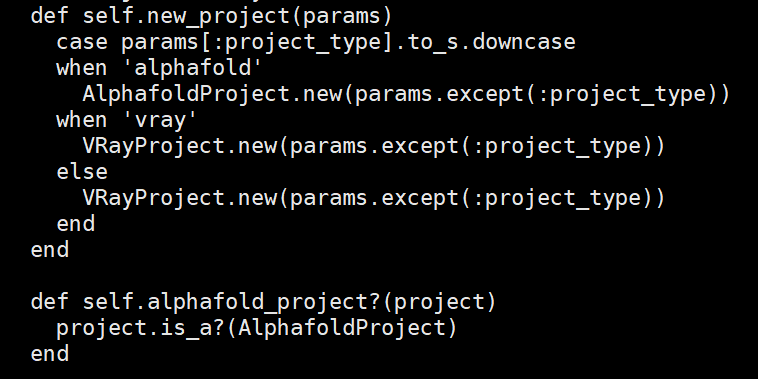 def self.new_project(params)
  case params[:project_type].to_s.downcase
  when 'alphafold'
    AlphafoldProject.new(params.except(:project_type))
  when 'vray'
    VRayProject.new(params.except(:project_type))
  else
    VRayProject.new(params.except(:project_type))
  end
end

def self.alphafold_project?(project)
  project.is_a?(AlphafoldProject)
end